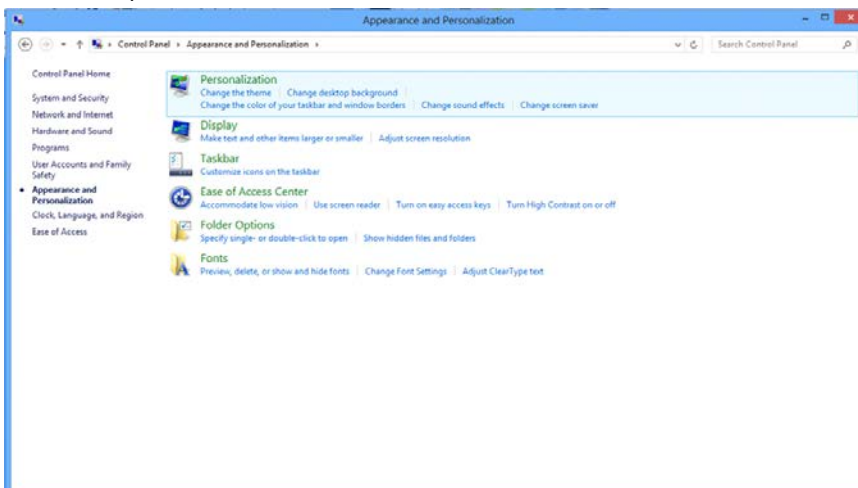 Appearance and Personalization
Control Panel › Appearance and Personalization ›
Search Control Panel
Control Panel Home
System and Security
Network and Internet
Hardware and Sound
Programs
User Accounts and Family
Safety
Appearance and
Personalization
Clock, Language, and Region
Ease of Access
Personalization
Change the theme | Change desktop background
Change the color of your taskbar and window borders | Change sound effects | Change screen saver
Display
Make text and other items larger or smaller | Adjust screen resolution
Taskbar
Customize icons on the taskbar
Ease of Access Center
Accommodate low vision | Use screen reader | Turn on easy access keys | Turn High Contrast on or off
Folder Options
Specify single- or double-click to open | Show hidden files and folders
Fonts
Preview, delete, or show and hide fonts | Change Font Settings | Adjust ClearType text